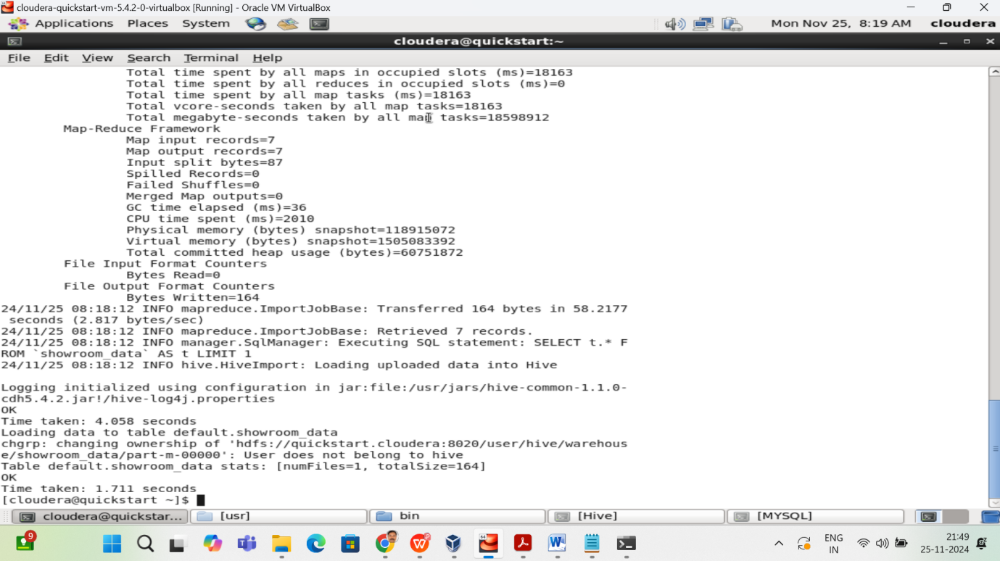 cloudera-quickstart-vm-5.4.2-0-virtualbox [Running] - Oracle VM VirtualBox
Applications Places System Mon Nov 25, 8:19 AM cloudera
cloudera@quickstart:~
File Edit View Search Terminal Help
Total time spent by all maps in occupied slots (ms)=18163
Total time spent by all reduces in occupied slots (ms)=0
Total time spent by all map tasks (ms)=18163
Total vcore-seconds taken by all map tasks=18163
Total megabyte-seconds taken by all map tasks=18598912
Map-Reduce Framework
Map input records=7
Map output records=7
Input split bytes=87
Spilled Records=0
Failed Shuffles=0
Merged Map outputs=0
GC time elapsed (ms)=36
CPU time spent (ms)=2010
Physical memory (bytes) snapshot=118915072
Virtual memory (bytes) snapshot=1505083392
Total committed heap usage (bytes)=60751872
File Input Format Counters
Bytes Read=0
File Output Format Counters
Bytes Written=164
24/11/25 08:18:12 INFO mapreduce.ImportJobBase: Transferred 164 bytes in 58.2177
seconds (2.817 bytes/sec)
24/11/25 08:18:12 INFO mapreduce.ImportJobBase: Retrieved 7 records.
24/11/25 08:18:12 INFO manager.SqlManager: Executing SQL statement: SELECT t.* F
ROM `showroom_data` AS t LIMIT 1
24/11/25 08:18:12 INFO hive.HiveImport: Loading uploaded data into Hive
Logging initialized using configuration in jar:file:/usr/jars/hive-common-1.1.0-
cdh5.4.2.jar!/hive-log4j.properties
OK
Time taken: 4.058 seconds
Loading data to table default.showroom_data
chgrp: changing ownership of 'hdfs://quickstart.cloudera:8020/user/hive/warehous
e/showroom_data/part-m-00000': User does not belong to hive
Table default.showroom_data stats: [numFiles=1, totalSize=164]
OK
Time taken: 1.711 seconds
[cloudera@quickstart ~]$
cloudera@quickstar... [usr] bin [Hive] [MYSQL]
9
64
ENG
IN
21:49
25-11-2024